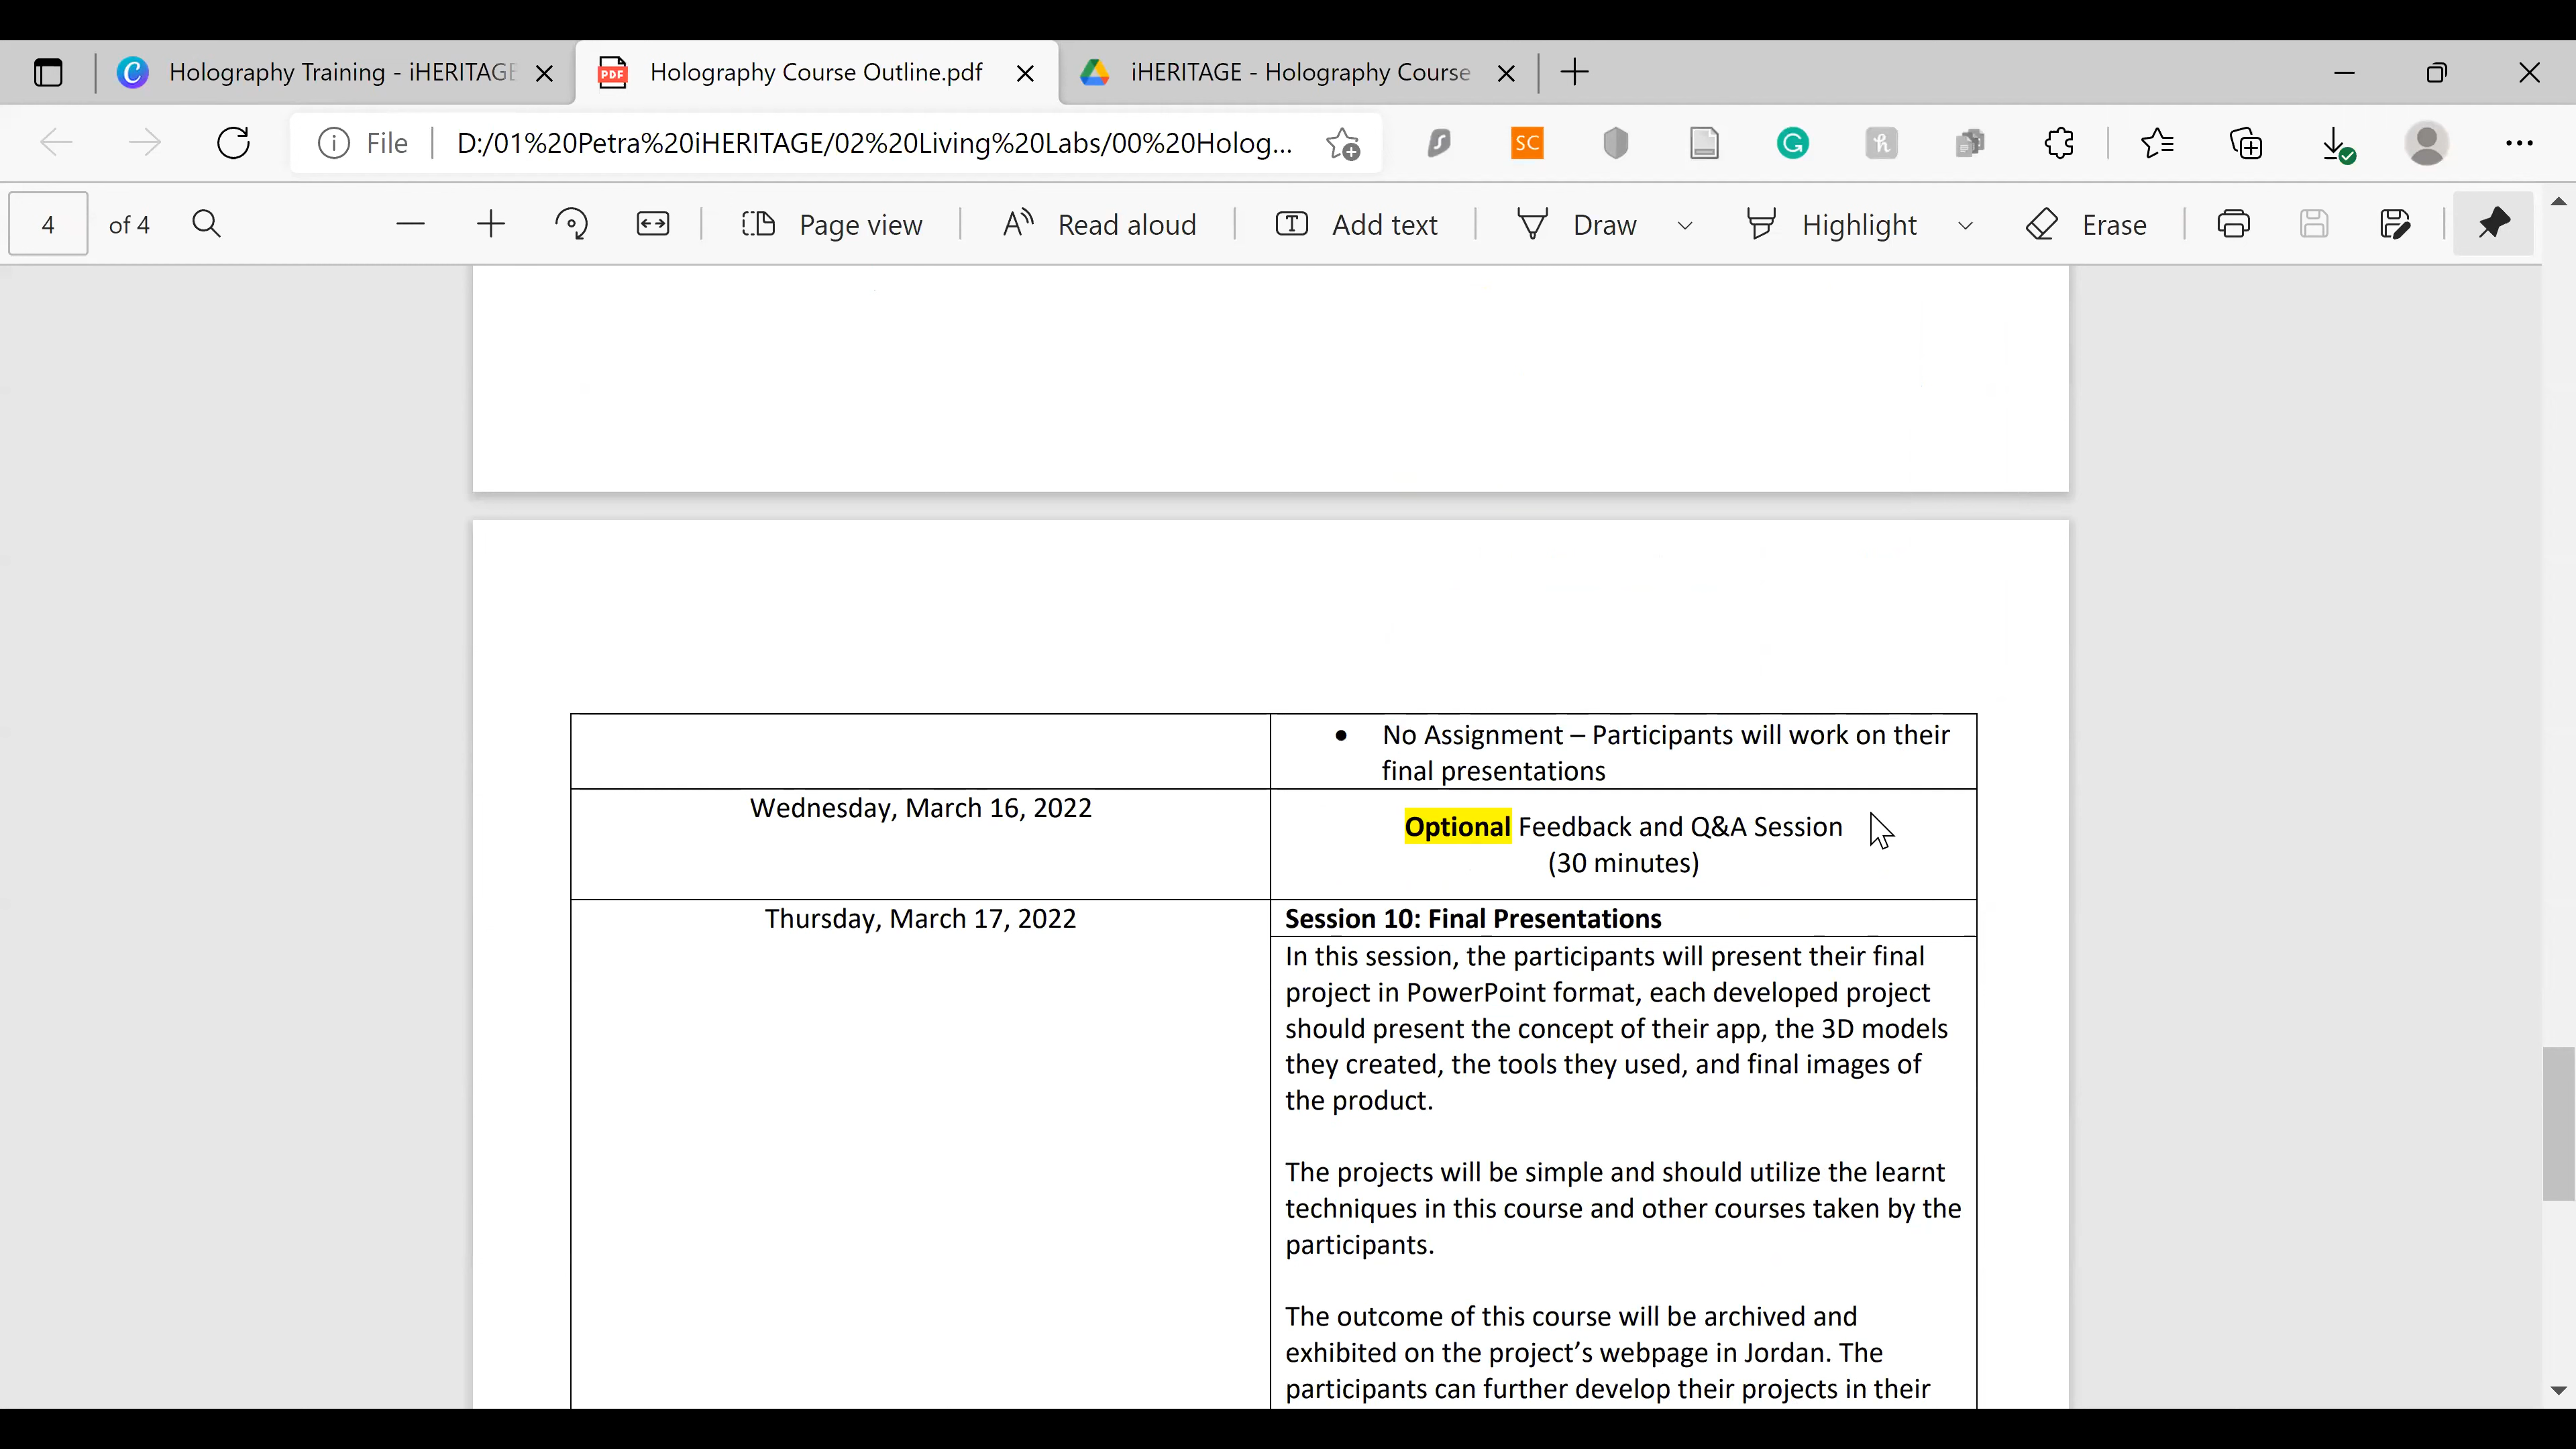 Holography Training - iHERITAGE
Holography Course Outline.pdf
iHERITAGE - Holography Course
File
D:/01%20Petra%20iHERITAGE/02%20Living%20Labs/00%20Holog...
SC
4
of 4
Page view
Read aloud
Add text
Draw
Highlight
Erase
• No Assignment – Participants will work on their
final presentations
Wednesday, March 16, 2022
Optional Feedback and Q&A Session
(30 minutes)
Thursday, March 17, 2022
Session 10: Final Presentations
In this session, the participants will present their final
project in PowerPoint format, each developed project
should present the concept of their app, the 3D models
they created, the tools they used, and final images of
the product.
The projects will be simple and should utilize the learnt
techniques in this course and other courses taken by the
participants.
The outcome of this course will be archived and
exhibited on the project’s webpage in Jordan. The
participants can further develop their projects in their